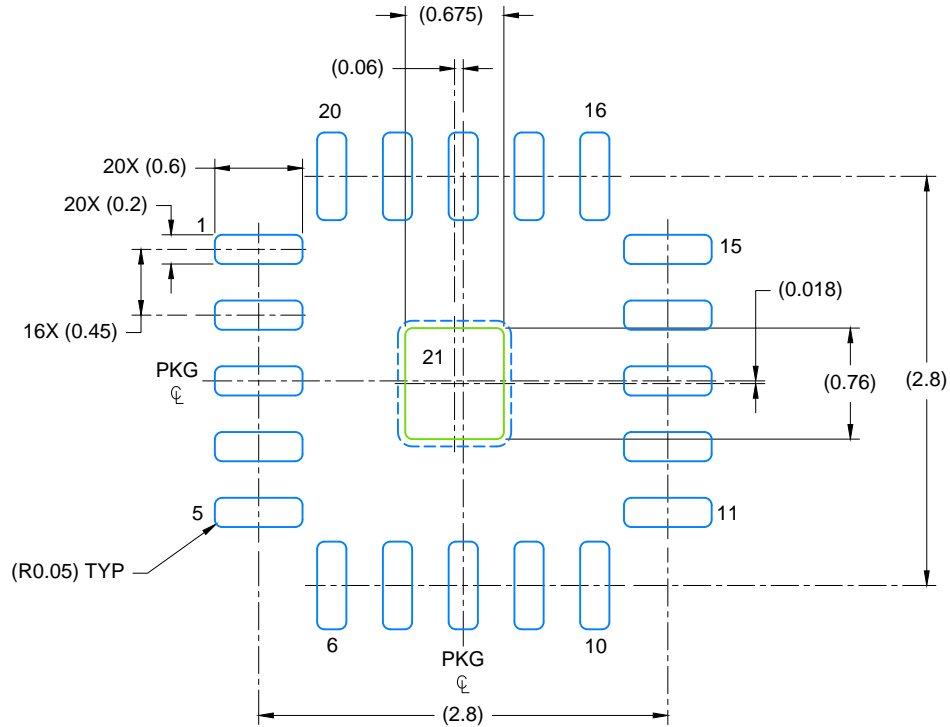 (0.675)
(0.06)
20
16
20X (0.6)
20X (0.2)
1
15
(0.018)
16X (0.45)
21
PKG
℄
(0.76)
(2.8)
5
11
(R0.05) TYP
6
10
PKG
℄
(2.8)